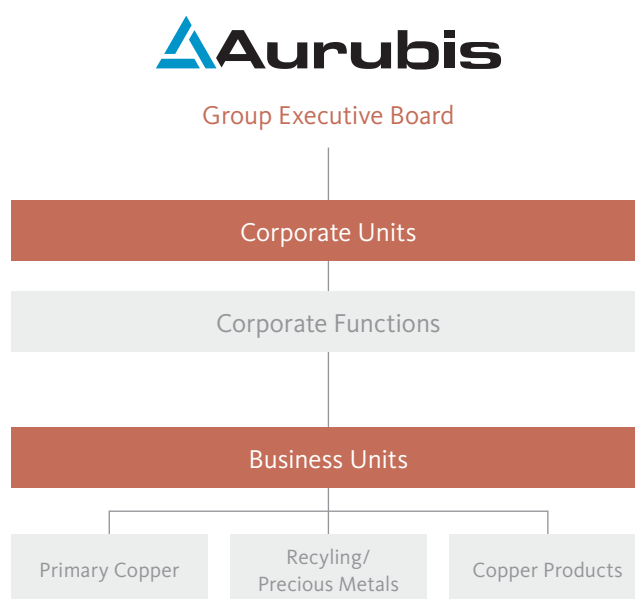 Aurubis
Group Executive Board
Corporate Units
Corporate Functions
Business Units
Primary Copper
Recyling/
Precious Metals
Copper Products